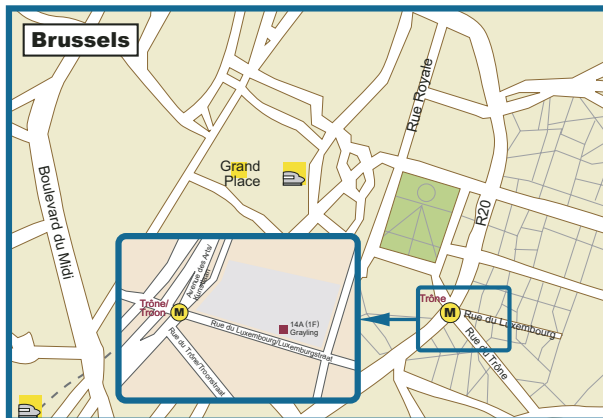 Brussels
Rue Royale
Grand
Place
Boulevard du Midi
R20
Avenue des Arts/
Kunstlaan
Trône/
Troon
M
14A (1F)
Grayling
Rue du Luxembourg/Luxemburgstraat
Rue du Trône/Troonstraat
Trône
M
Rue du Luxembourg
Rue du Trône